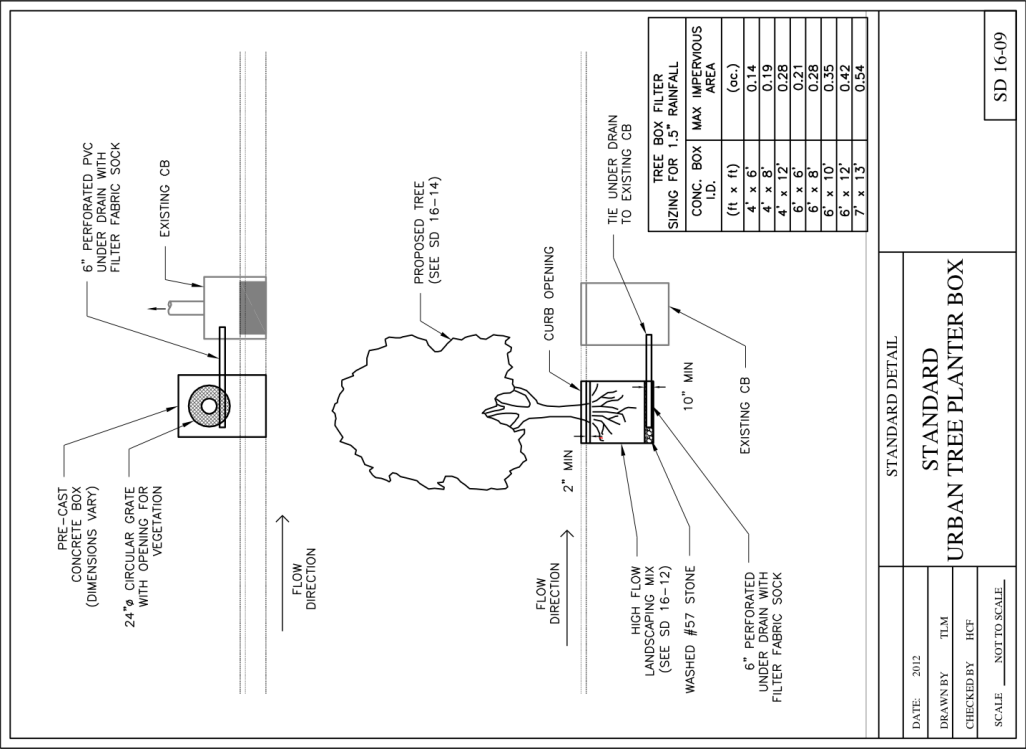 6" PERFORATED PVC
UNDER DRAIN WITH
FILTER FABRIC SOCK
EXISTING CB
PRE-CAST
CONCRETE BOX
(DIMENSIONS VARY)
24"ø CIRCULAR GRATE
WITH OPENING FOR
VEGETATION
FLOW
DIRECTION
PROPOSED TREE
(SEE SD 16-14)
CURB OPENING
TIE UNDER DRAIN
TO EXISTING CB
2" MIN
10" MIN
EXISTING CB
FLOW
DIRECTION
HIGH FLOW
LANDSCAPING MIX
(SEE SD 16-12)
WASHED #57 STONE
6" PERFORATED
UNDER DRAIN WITH
FILTER FABRIC SOCK
TREE BOX FILTER
SIZING FOR 1.5" RAINFALL
CONC. BOX MAX IMPERVIOUS
I.D. AREA
(ft x ft) (ac.)
4' x 6' 0.14
4' x 8' 0.19
4' x 12' 0.28
6' x 6' 0.21
6' x 8' 0.28
6' x 10' 0.35
6' x 12' 0.42
7' x 13' 0.54
DATE: 2012
DRAWN BY TLM
CHECKED BY HCF
SCALE NOT TO SCALE
STANDARD DETAIL
STANDARD
URBAN TREE PLANTER BOX
SD 16-09